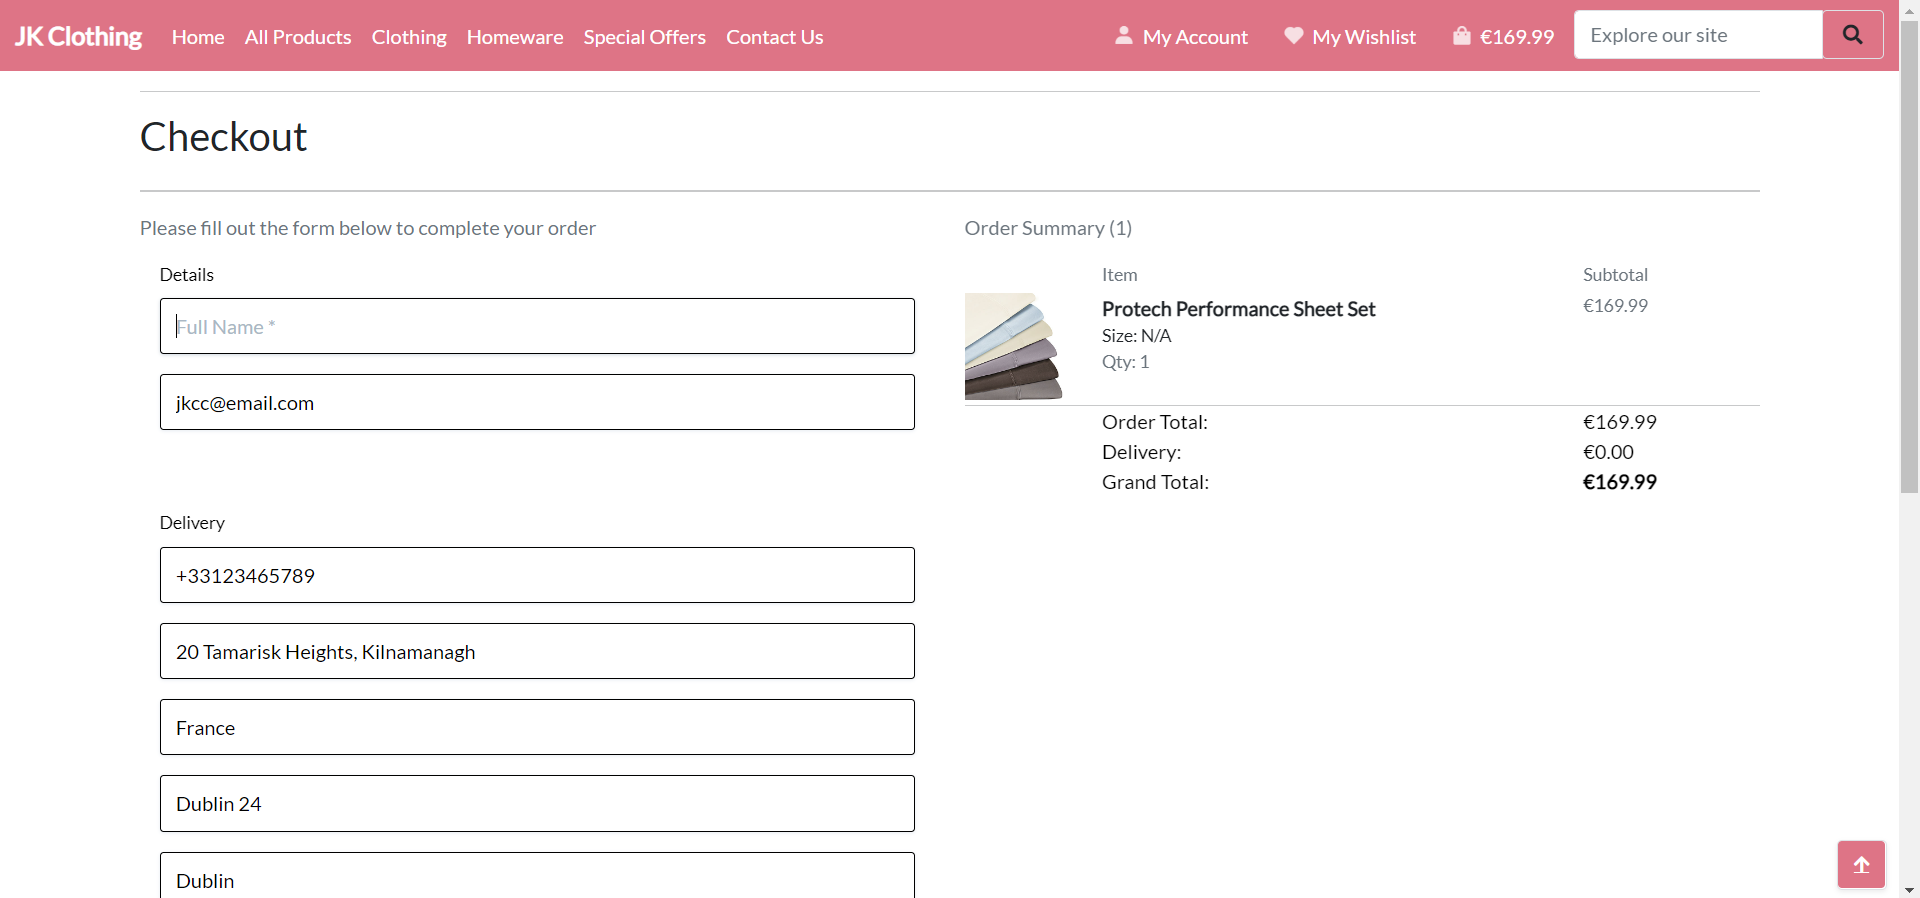 JK Clothing Home All Products Clothing Homeware Special Offers Contact Us My Account My Wishlist €169.99 Explore our site
Checkout
Please fill out the form below to complete your order
Details
Full Name *
jkcc@email.com
Delivery
+33123465789
20 Tamarisk Heights, Kilnamanagh
France
Dublin 24
Dublin
Order Summary (1)
Item Subtotal
Protech Performance Sheet Set €169.99
Size: N/A
Qty: 1
Order Total: €169.99
Delivery: €0.00
Grand Total: €169.99